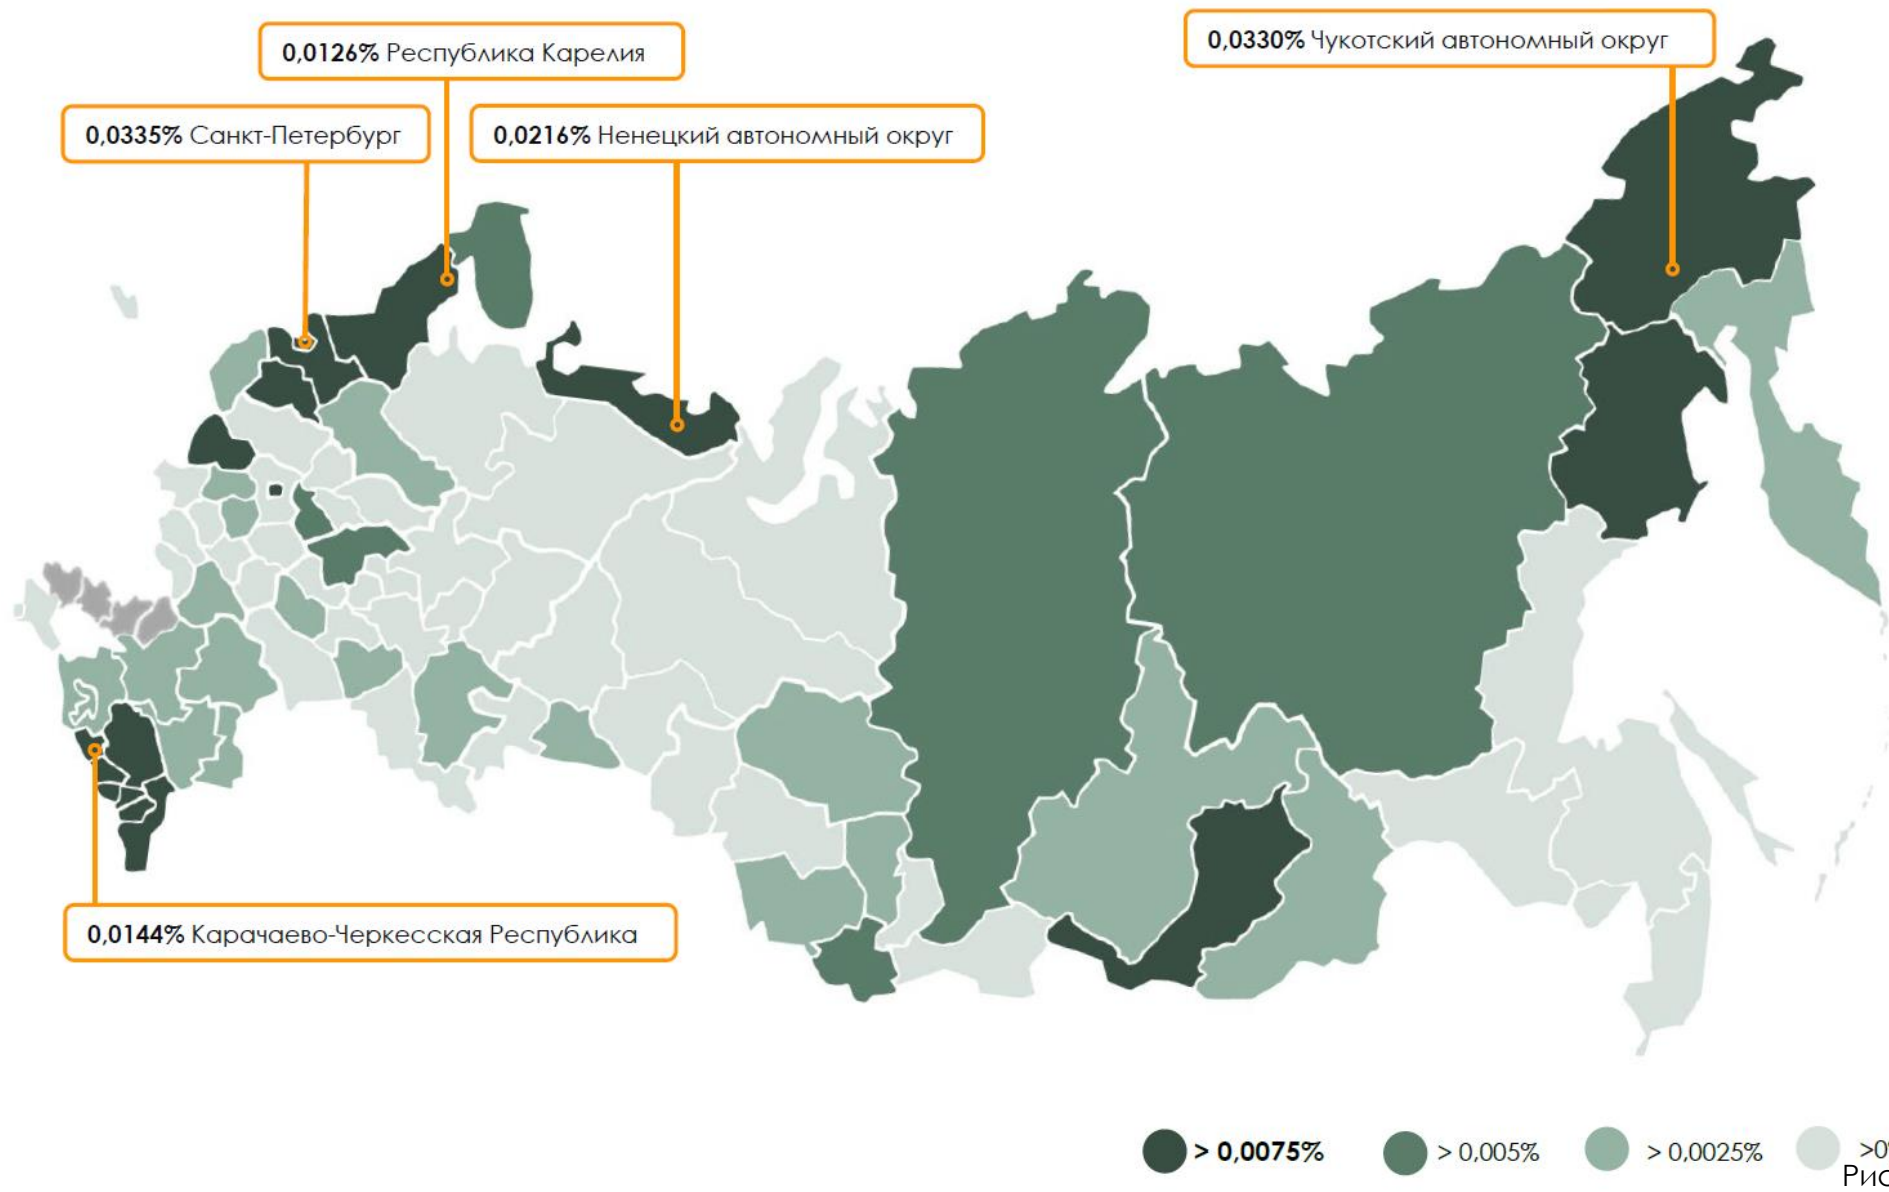 0,0126% Республика Карелия
0,0330% Чукотский автономный округ
0,0335% Санкт-Петербург
0,0216% Ненецкий автономный округ
0,0144% Карачаево-Черкесская Республика
> 0,0075%
> 0,005%
> 0,0025%
>0